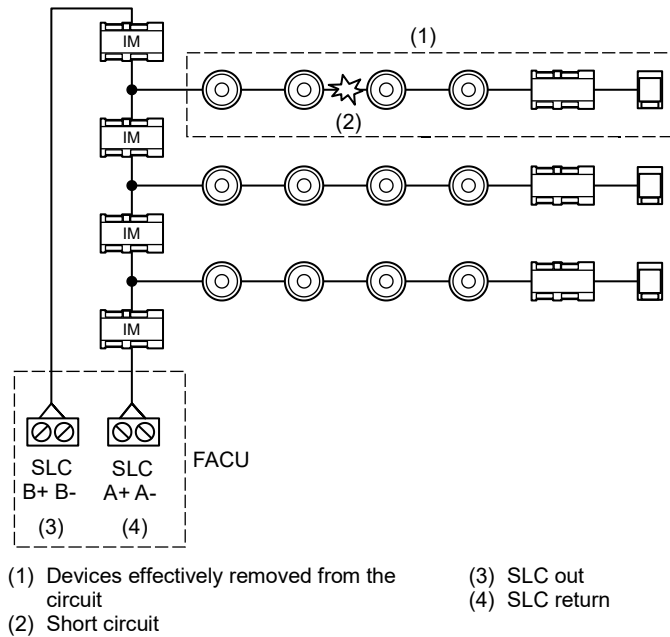 IM
(1)
(2)
IM
IM
IM
SLC
B+ B-
(3)
SLC
A+ A-
(4)
FACU
(1) Devices effectively removed from the
circuit
(2) Short circuit
(3) SLC out
(4) SLC return